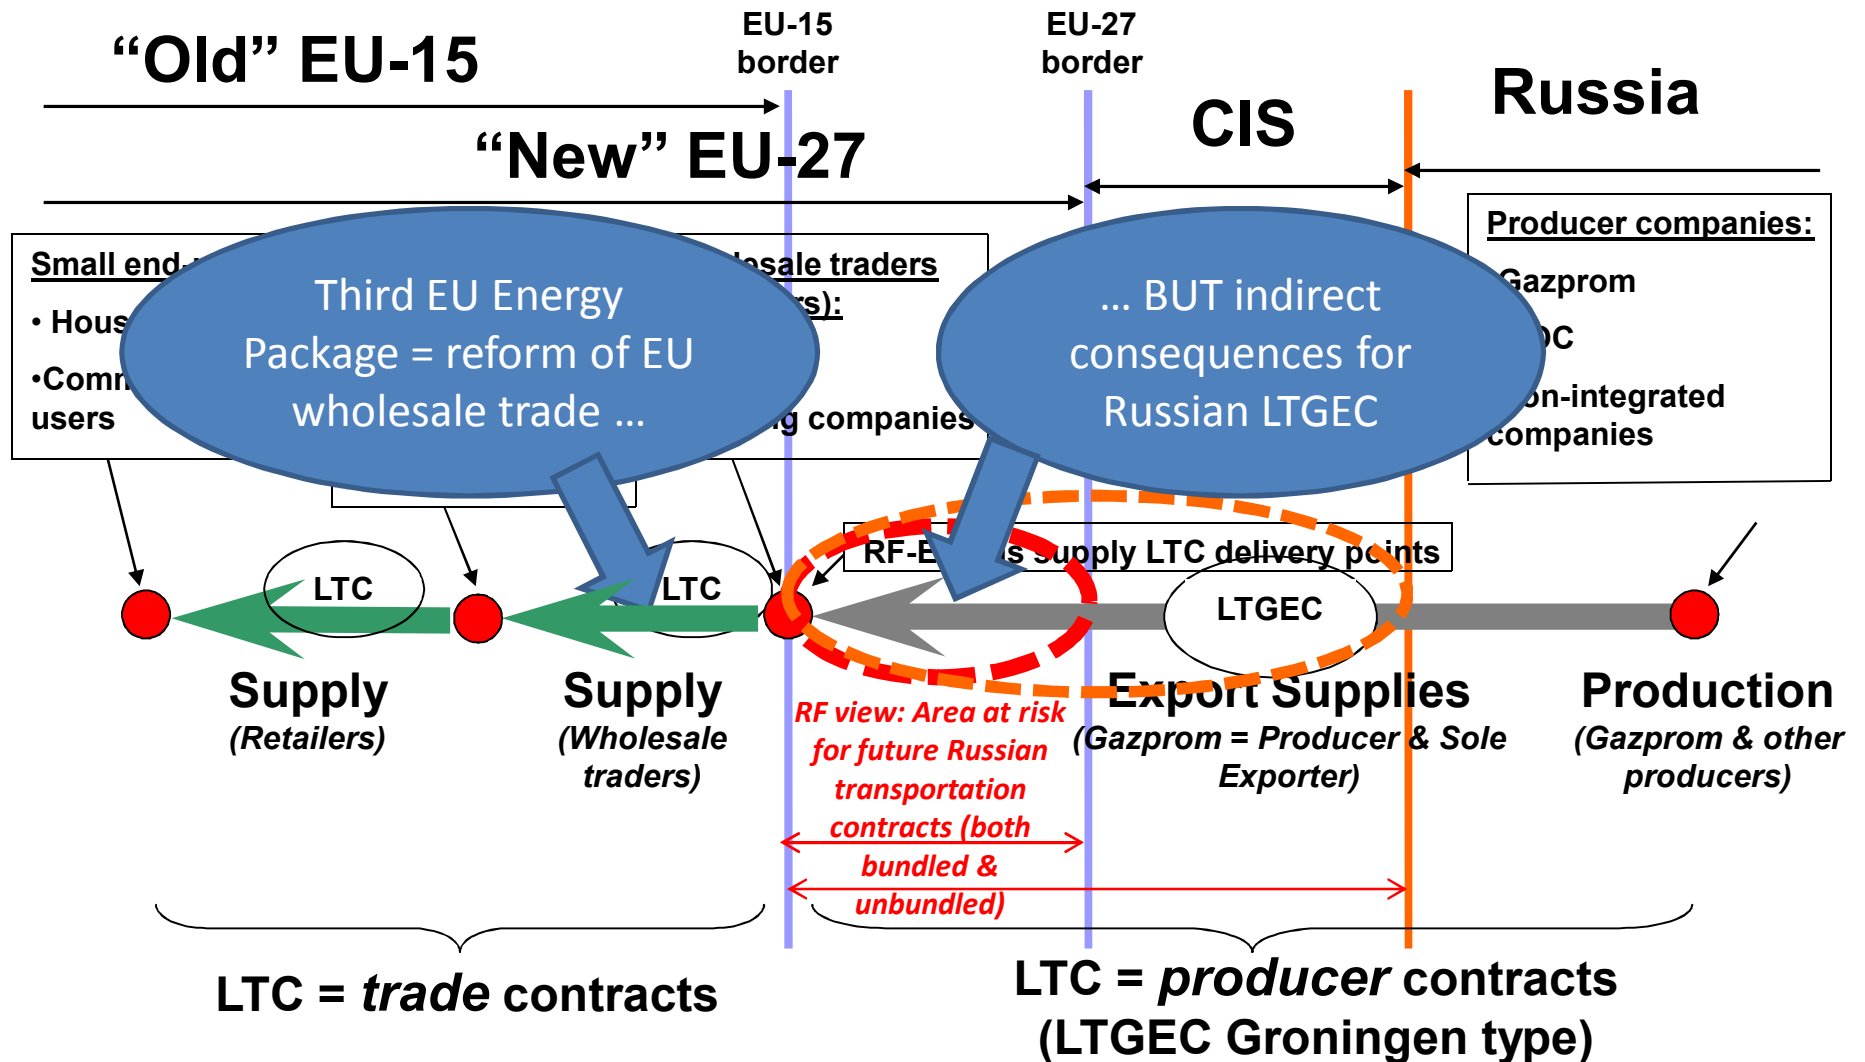 EU-15
border
EU-27
border
“Old” EU-15
“New” EU-27
CIS
Russia
Small
• Hous
•Comm
users
traders
companies
Third EU Energy
Package = reform of EU
wholesale trade ...
... BUT indirect
consequences for
Russian LTGEC
Producer companies:
Gazprom
companies
RF-E s supply LTC delivery points
LTC
LTC
LTGEC
Supply
(Retailers)
Supply
(Wholesale
traders)
RF view: Area at risk
for future Russian
transportation
contracts (both
bundled &
unbundled)
Export Supplies
(Gazprom = Producer & Sole
Exporter)
Production
(Gazprom & other
producers)
LTC = trade contracts
LTC = producer contracts
(LTGEC Groningen type)